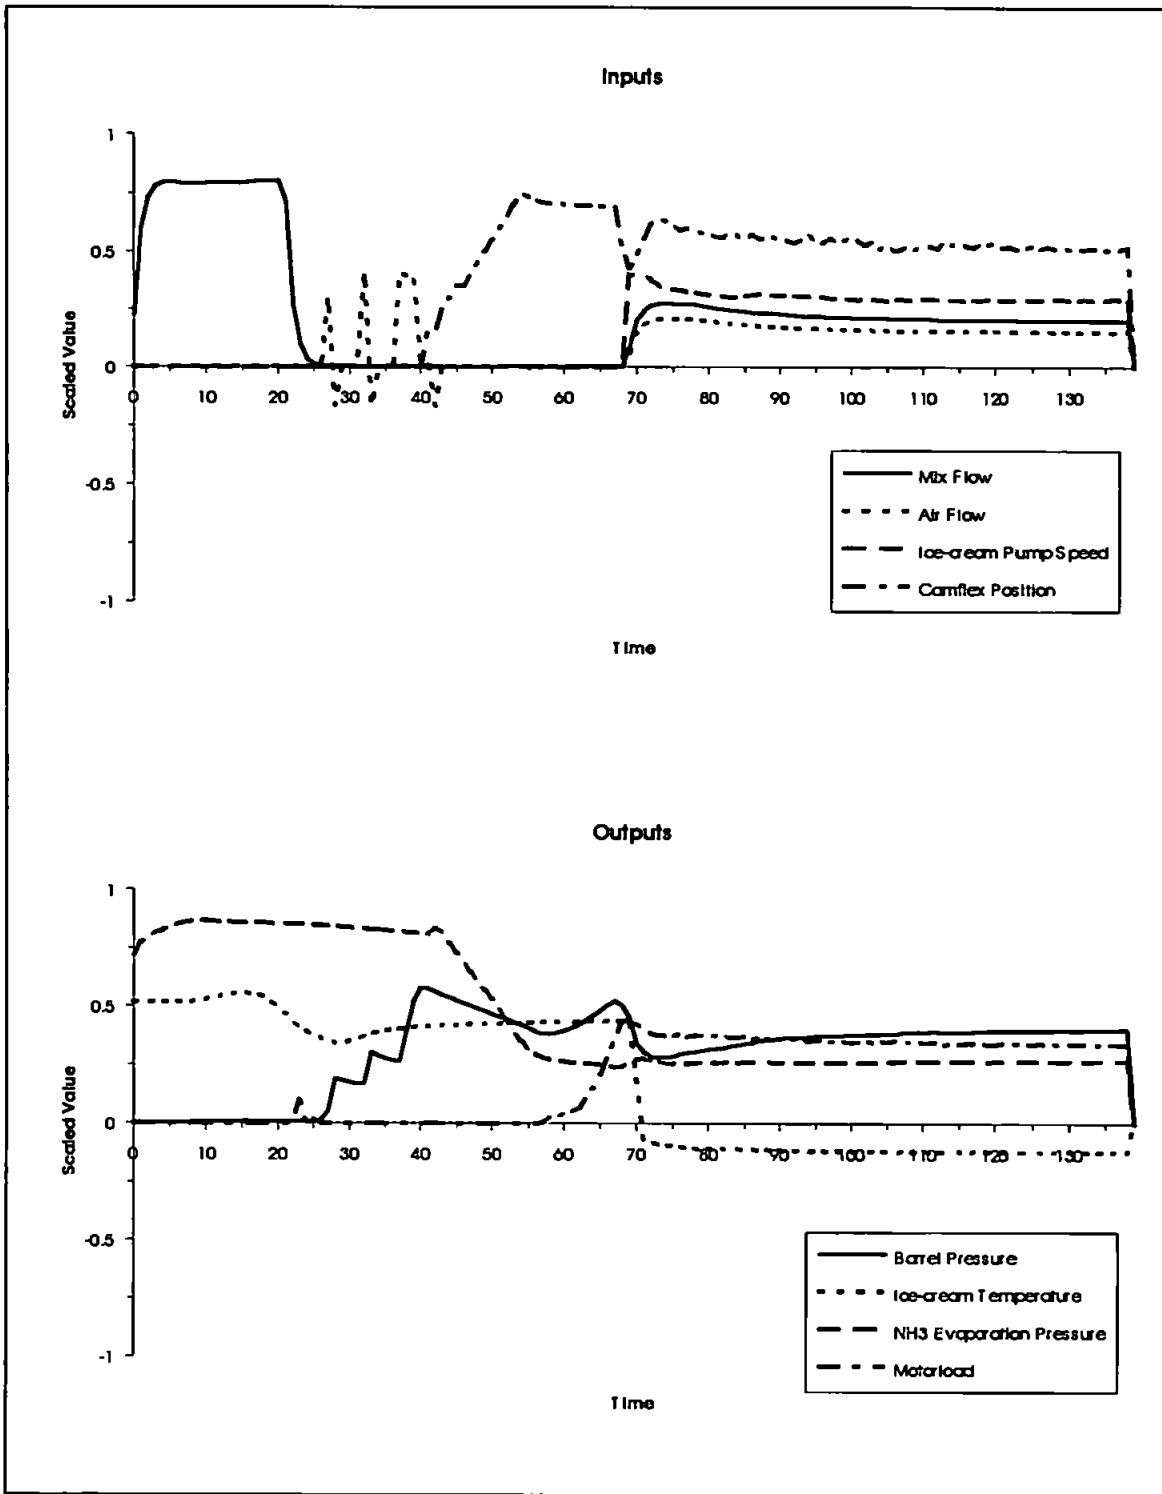 Inputs
1
0.5
0
-0.5
-1
Scaled Value
0 10 20 30 40 50 60 70 80 90 100 110 120 130
Mix Flow
Air Flow
Ice-cream Pump Speed
Camflex Position
Time
Outputs
1
0.5
0
-0.5
-1
Scaled Value
0 10 20 30 40 50 60 70 80 90 100 110 120 130
Barrel Pressure
Ice-cream Temperature
NH3 Evaporation Pressure
Motorload
Time